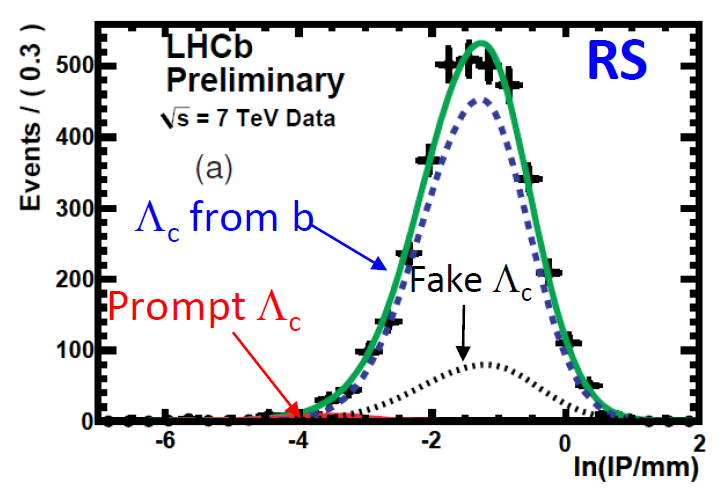 LHCb
Preliminary
√s = 7 TeV Data
(a)
RS
Λc from b
Fake Λc
Prompt Λc
Events / ( 0.3 )
500
400
300
200
100
0
-6
-4
-2
0
2
ln(IP/mm)